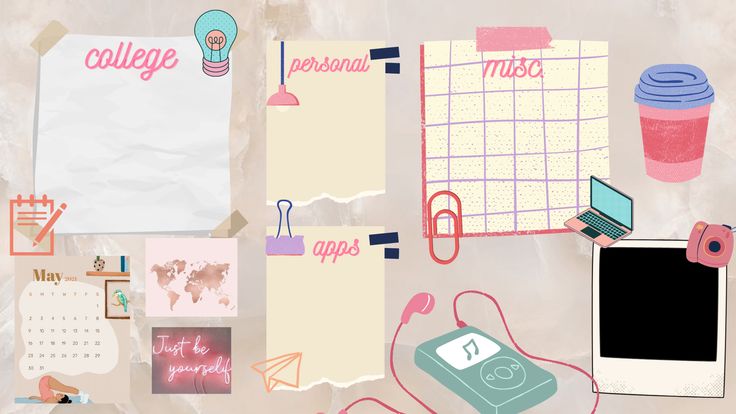 college
personal
misc.
apps
May 2021
S M T W T F S
1
2 3 4 5 6 7 8
9 10 11 12 13 14 15
16 17 18 19 20 21 22
23 24 25 26 27 28 29
30 31
Just be
yourself